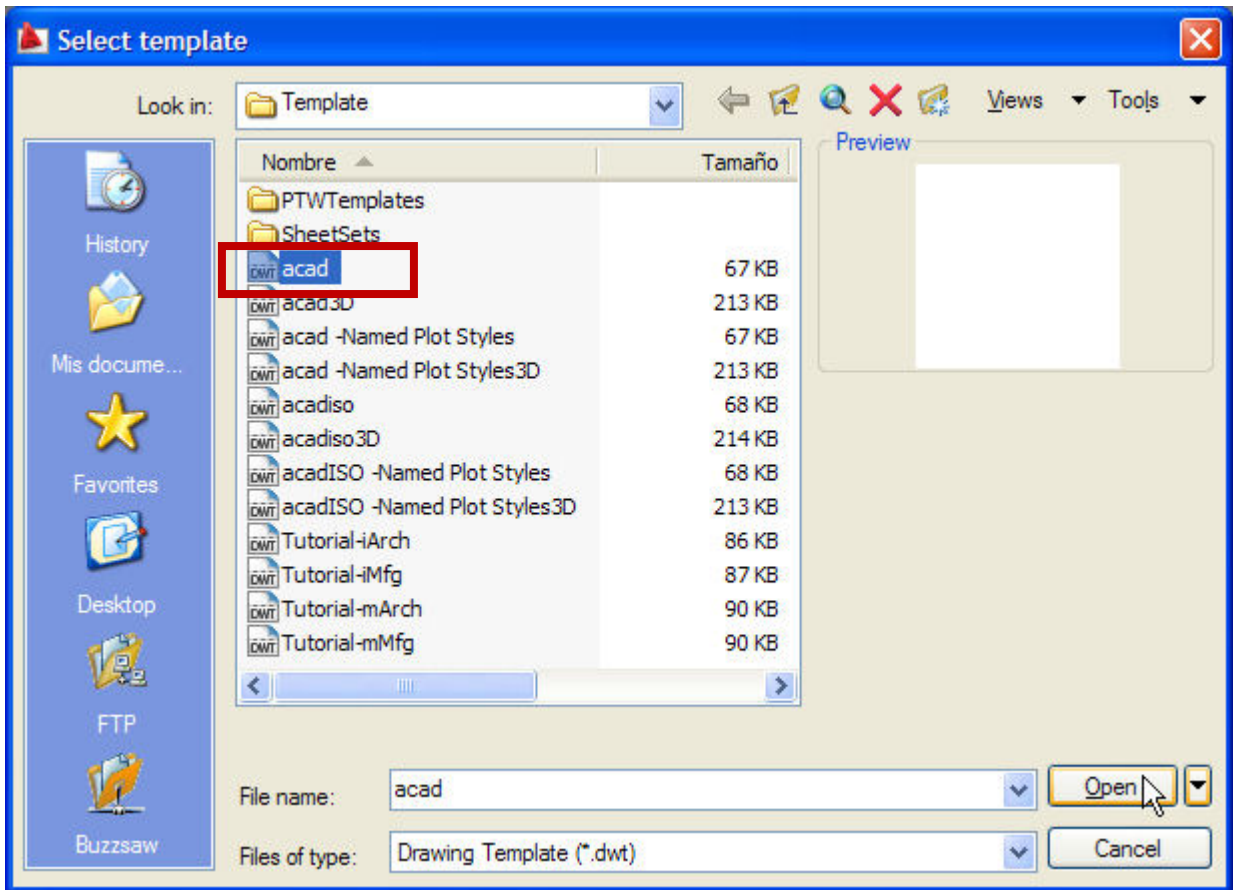 Select template
Look in: Template Views Tools
Nombre Tamaño Preview
PTWTemplates
SheetSets
acad 67 KB
acad3D 213 KB
acad -Named Plot Styles 67 KB
acad -Named Plot Styles3D 213 KB
acadiso 68 KB
acadiso3D 214 KB
acadISO -Named Plot Styles 68 KB
acadISO -Named Plot Styles3D 213 KB
Tutorial-iArch 86 KB
Tutorial-iMfg 87 KB
Tutorial-mArch 90 KB
Tutorial-mMfg 90 KB
History
Mis docume...
Favorites
Desktop
FTP
Buzzsaw
File name: acad Open
Files of type: Drawing Template (*.dwt) Cancel